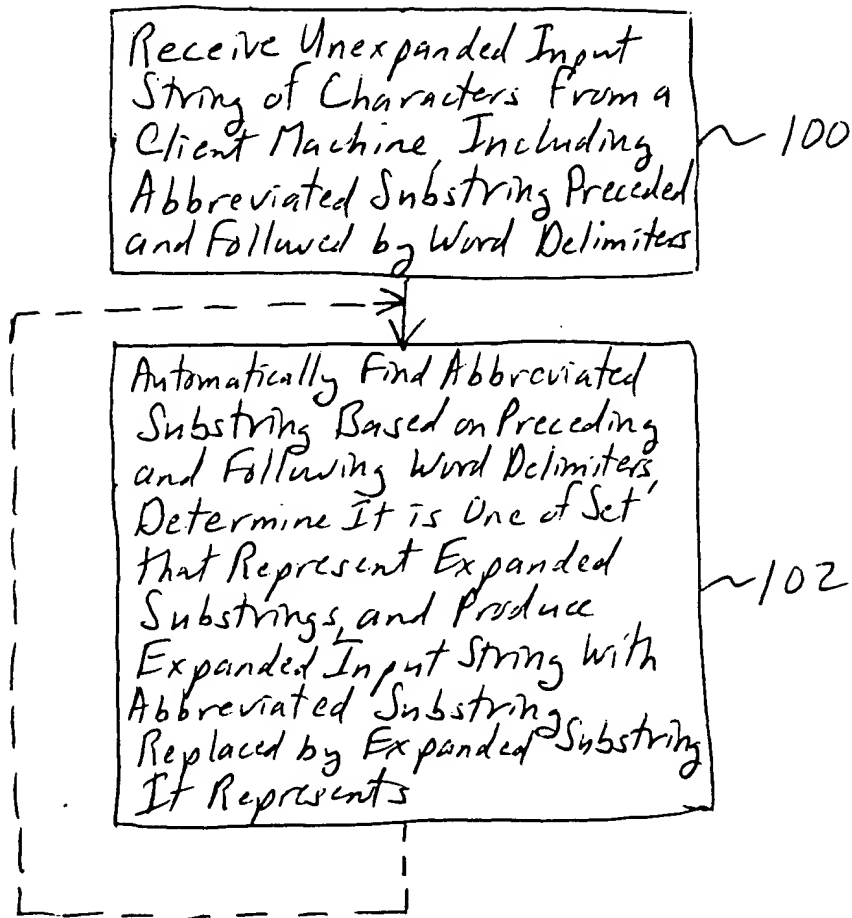 Receive Unexpanded Input
String of Characters From a
Client Machine, Including
Abbreviated Substring Preceded
and Followed by Word Delimiters
~ 100
Automatically Find Abbreviated
Substring Based on Preceding
and Following Word Delimiters,
Determine It is One of Set
that Represent Expanded
Substrings, and Produce
Expanded Input String With
Abbreviated Substring
Replaced by Expanded Substring
It Represents
~ 102